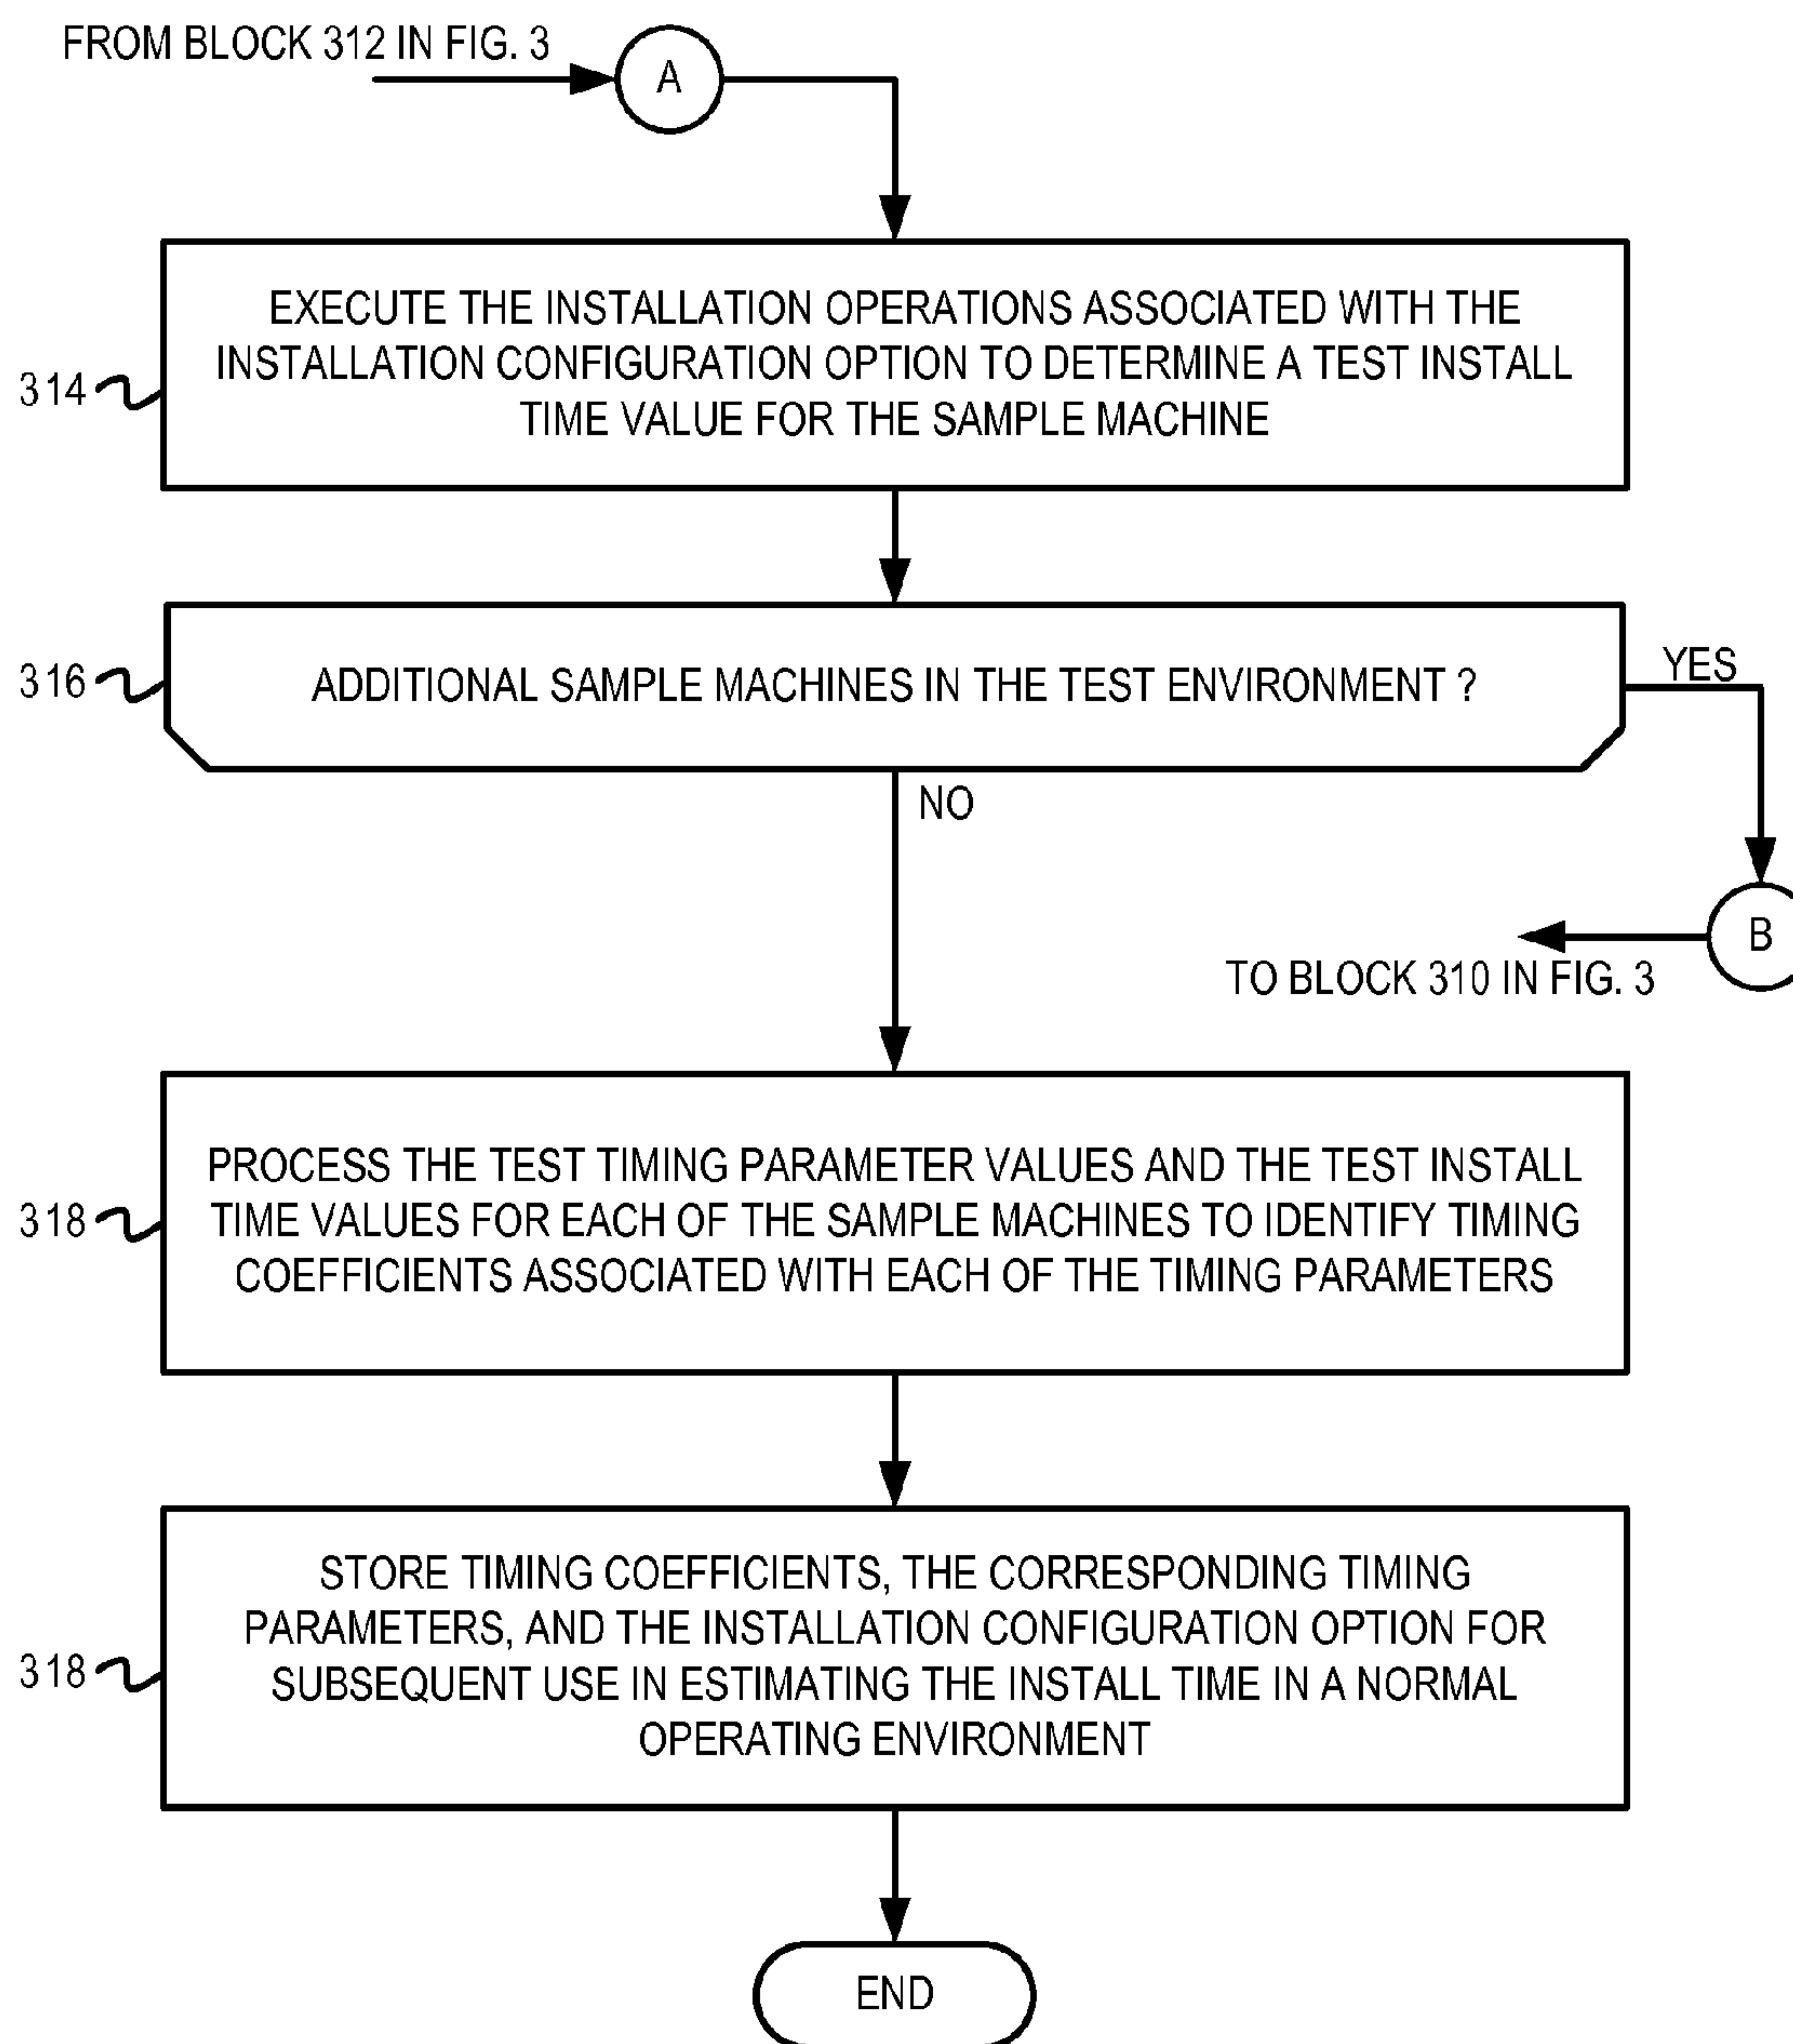 FROM BLOCK 312 IN FIG. 3
A
EXECUTE THE INSTALLATION OPERATIONS ASSOCIATED WITH THE
INSTALLATION CONFIGURATION OPTION TO DETERMINE A TEST INSTALL
TIME VALUE FOR THE SAMPLE MACHINE
314
ADDITIONAL SAMPLE MACHINES IN THE TEST ENVIRONMENT ?
316
YES
NO
B
TO BLOCK 310 IN FIG. 3
PROCESS THE TEST TIMING PARAMETER VALUES AND THE TEST INSTALL
TIME VALUES FOR EACH OF THE SAMPLE MACHINES TO IDENTIFY TIMING
COEFFICIENTS ASSOCIATED WITH EACH OF THE TIMING PARAMETERS
318
STORE TIMING COEFFICIENTS, THE CORRESPONDING TIMING
PARAMETERS, AND THE INSTALLATION CONFIGURATION OPTION FOR
SUBSEQUENT USE IN ESTIMATING THE INSTALL TIME IN A NORMAL
OPERATING ENVIRONMENT
318
END